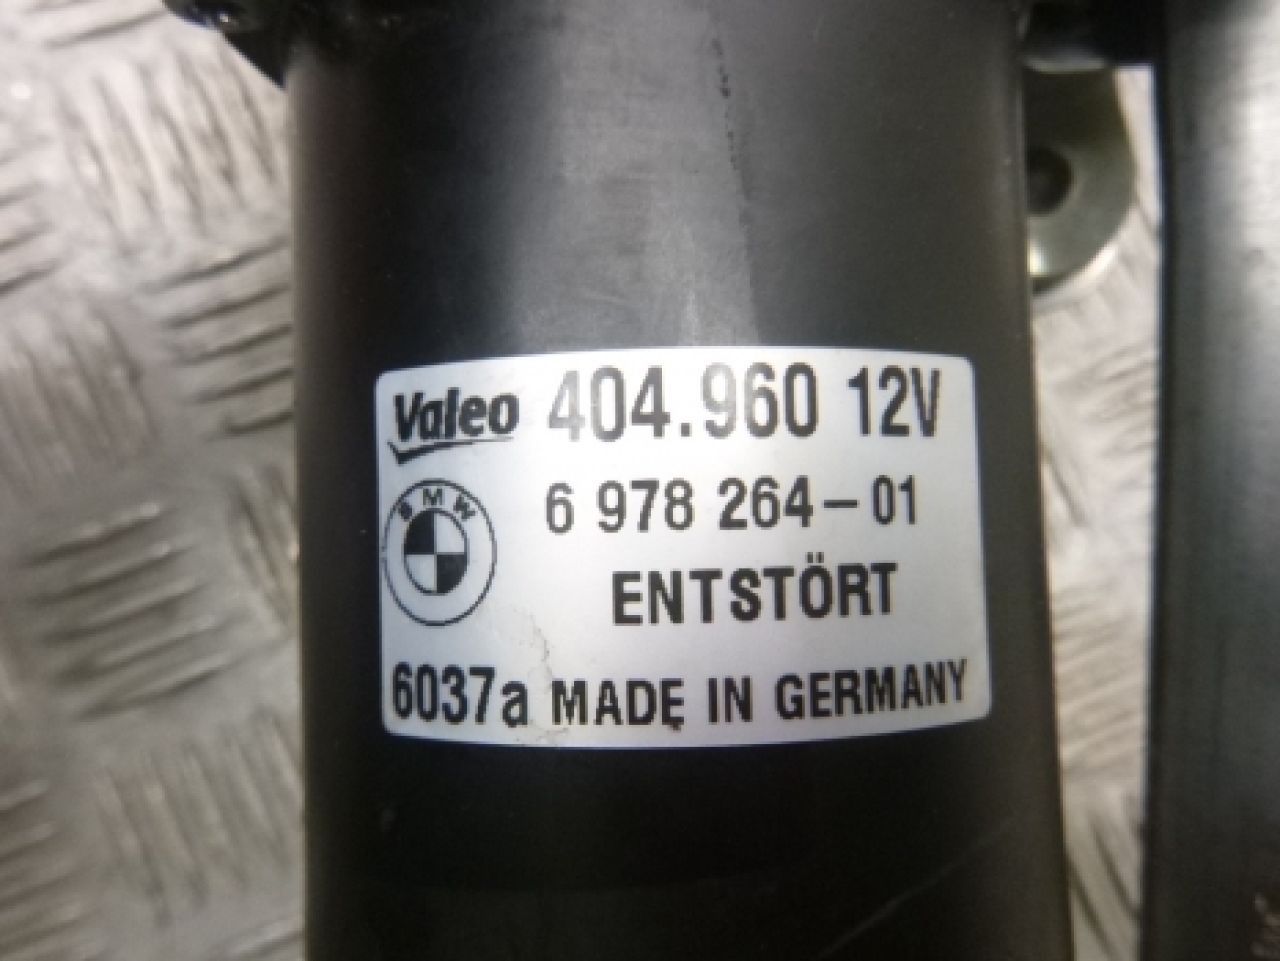 Valeo 404.960 12V
BMW 6 978 264-01
ENTSTÖRT
6037a MADE IN GERMANY